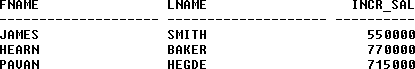 FNAME LNAME INCR_SAL
-------------------- -------------------- ----------
JAMES SMITH 550000
HEARN BAKER 770000
PAVAN HEGDE 715000